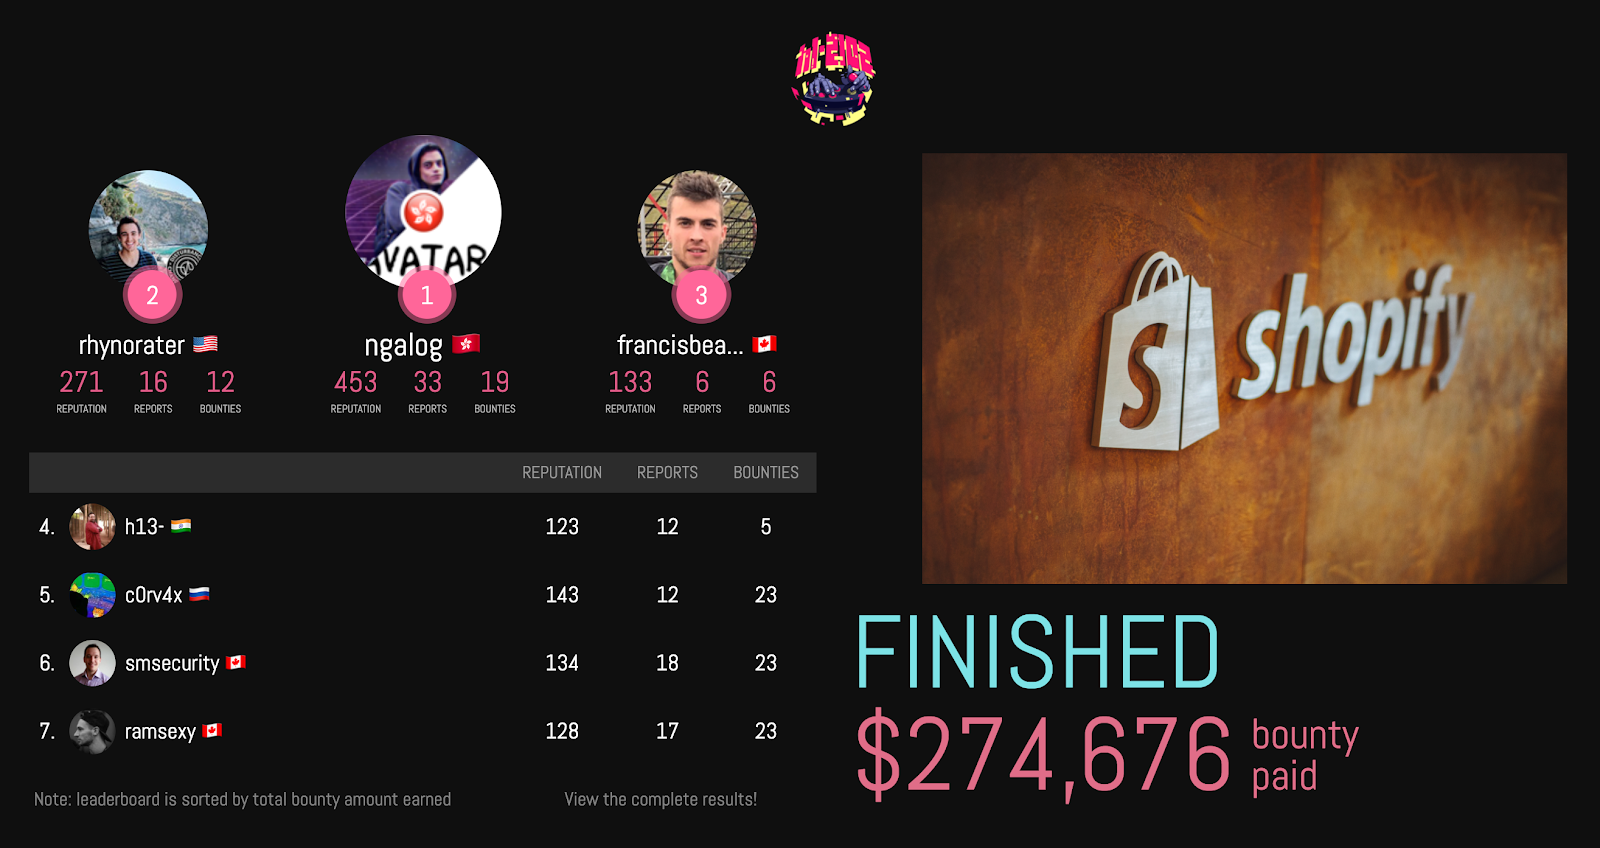 h1-2102
AVATAR
2
1
3
rhynorater
ngalog
francisbea...
271 16 12
REPUTATION REPORTS BOUNTIES
453 33 19
REPUTATION REPORTS BOUNTIES
133 6 6
REPUTATION REPORTS BOUNTIES
REPUTATION REPORTS BOUNTIES
4. h13- 123 12 5
5. c0rv4x 143 12 23
6. smsecurity 134 18 23
7. ramsexy 128 17 23
Note: leaderboard is sorted by total bounty amount earned
View the complete results!
S shopify
FINISHED
$274,676 bounty
paid